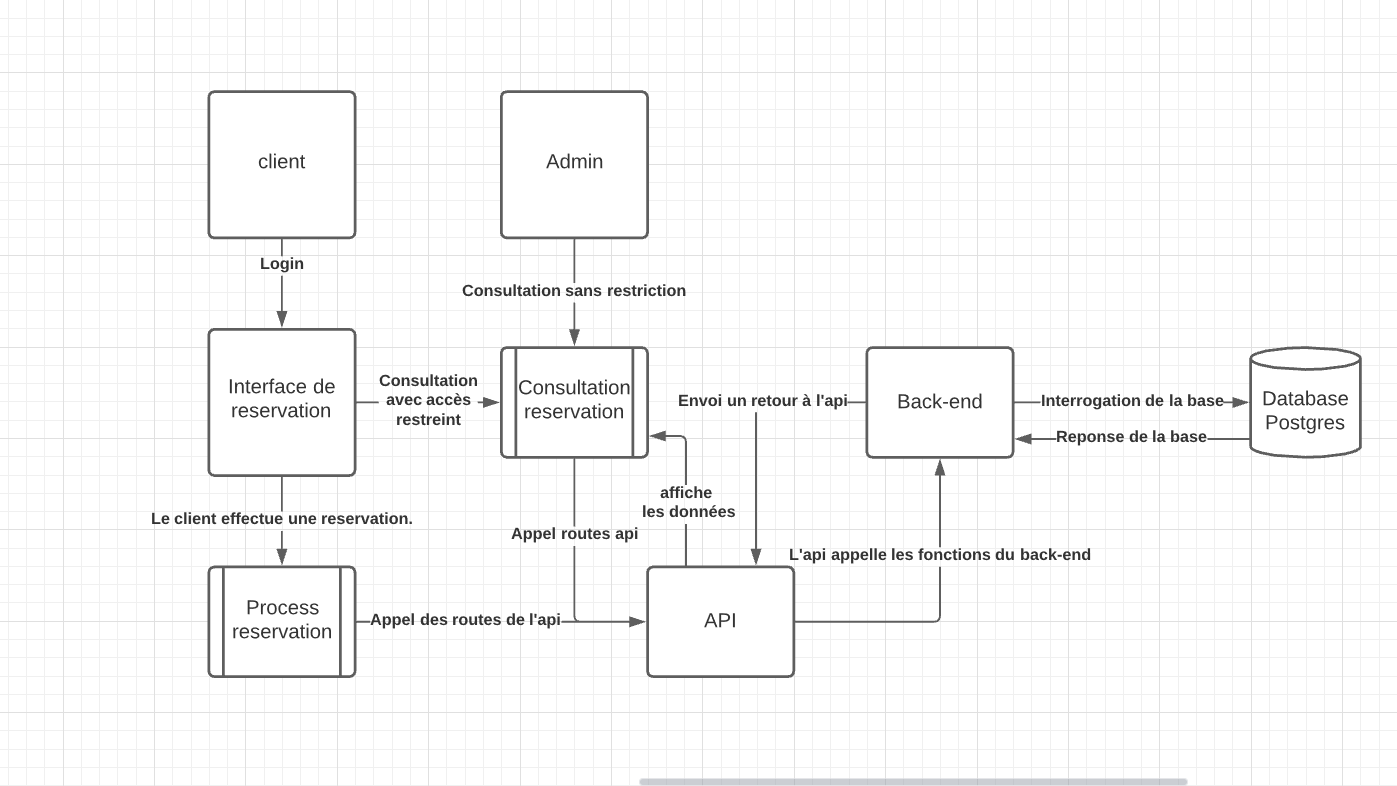 client
Admin
Login
Consultation sans restriction
Interface de
reservation
Consultation
avec accès
restreint
Consultation
reservation
Envoi un retour à l'api
Back-end
Interrogation de la base
Reponse de la base
Database
Postgres
affiche
les données
Le client effectue une reservation.
Appel routes api
L'api appelle les fonctions du back-end
Process
reservation
Appel des routes de l'api
API